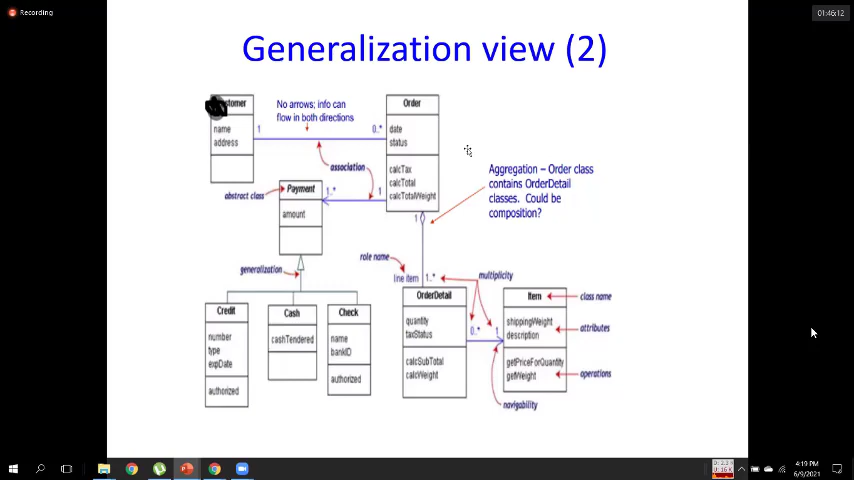 Recording
01:46:12
Generalization view (2)
stomer
name
address
No arrows; info can
flow in both directions
1
0..*
Order
date
status
calcTax
calcTotal
calcTotalWeight
association
abstract class
Payment
amount
1..*
1
Aggregation – Order class
contains OrderDetail
classes. Could be
composition?
1
generalization
role name
line item
1..*
multiplicity
Credit
number
type
expDate
authorized
Cash
cashTendered
Check
name
bankID
authorized
OrderDetail
quantity
taxStatus
calcSubTotal
calcWeight
0..*
1
Item
shippingWeight
description
getPriceForQuantity
getWeight
class name
attributes
operations
navigability
4:19 PM
6/9/2021